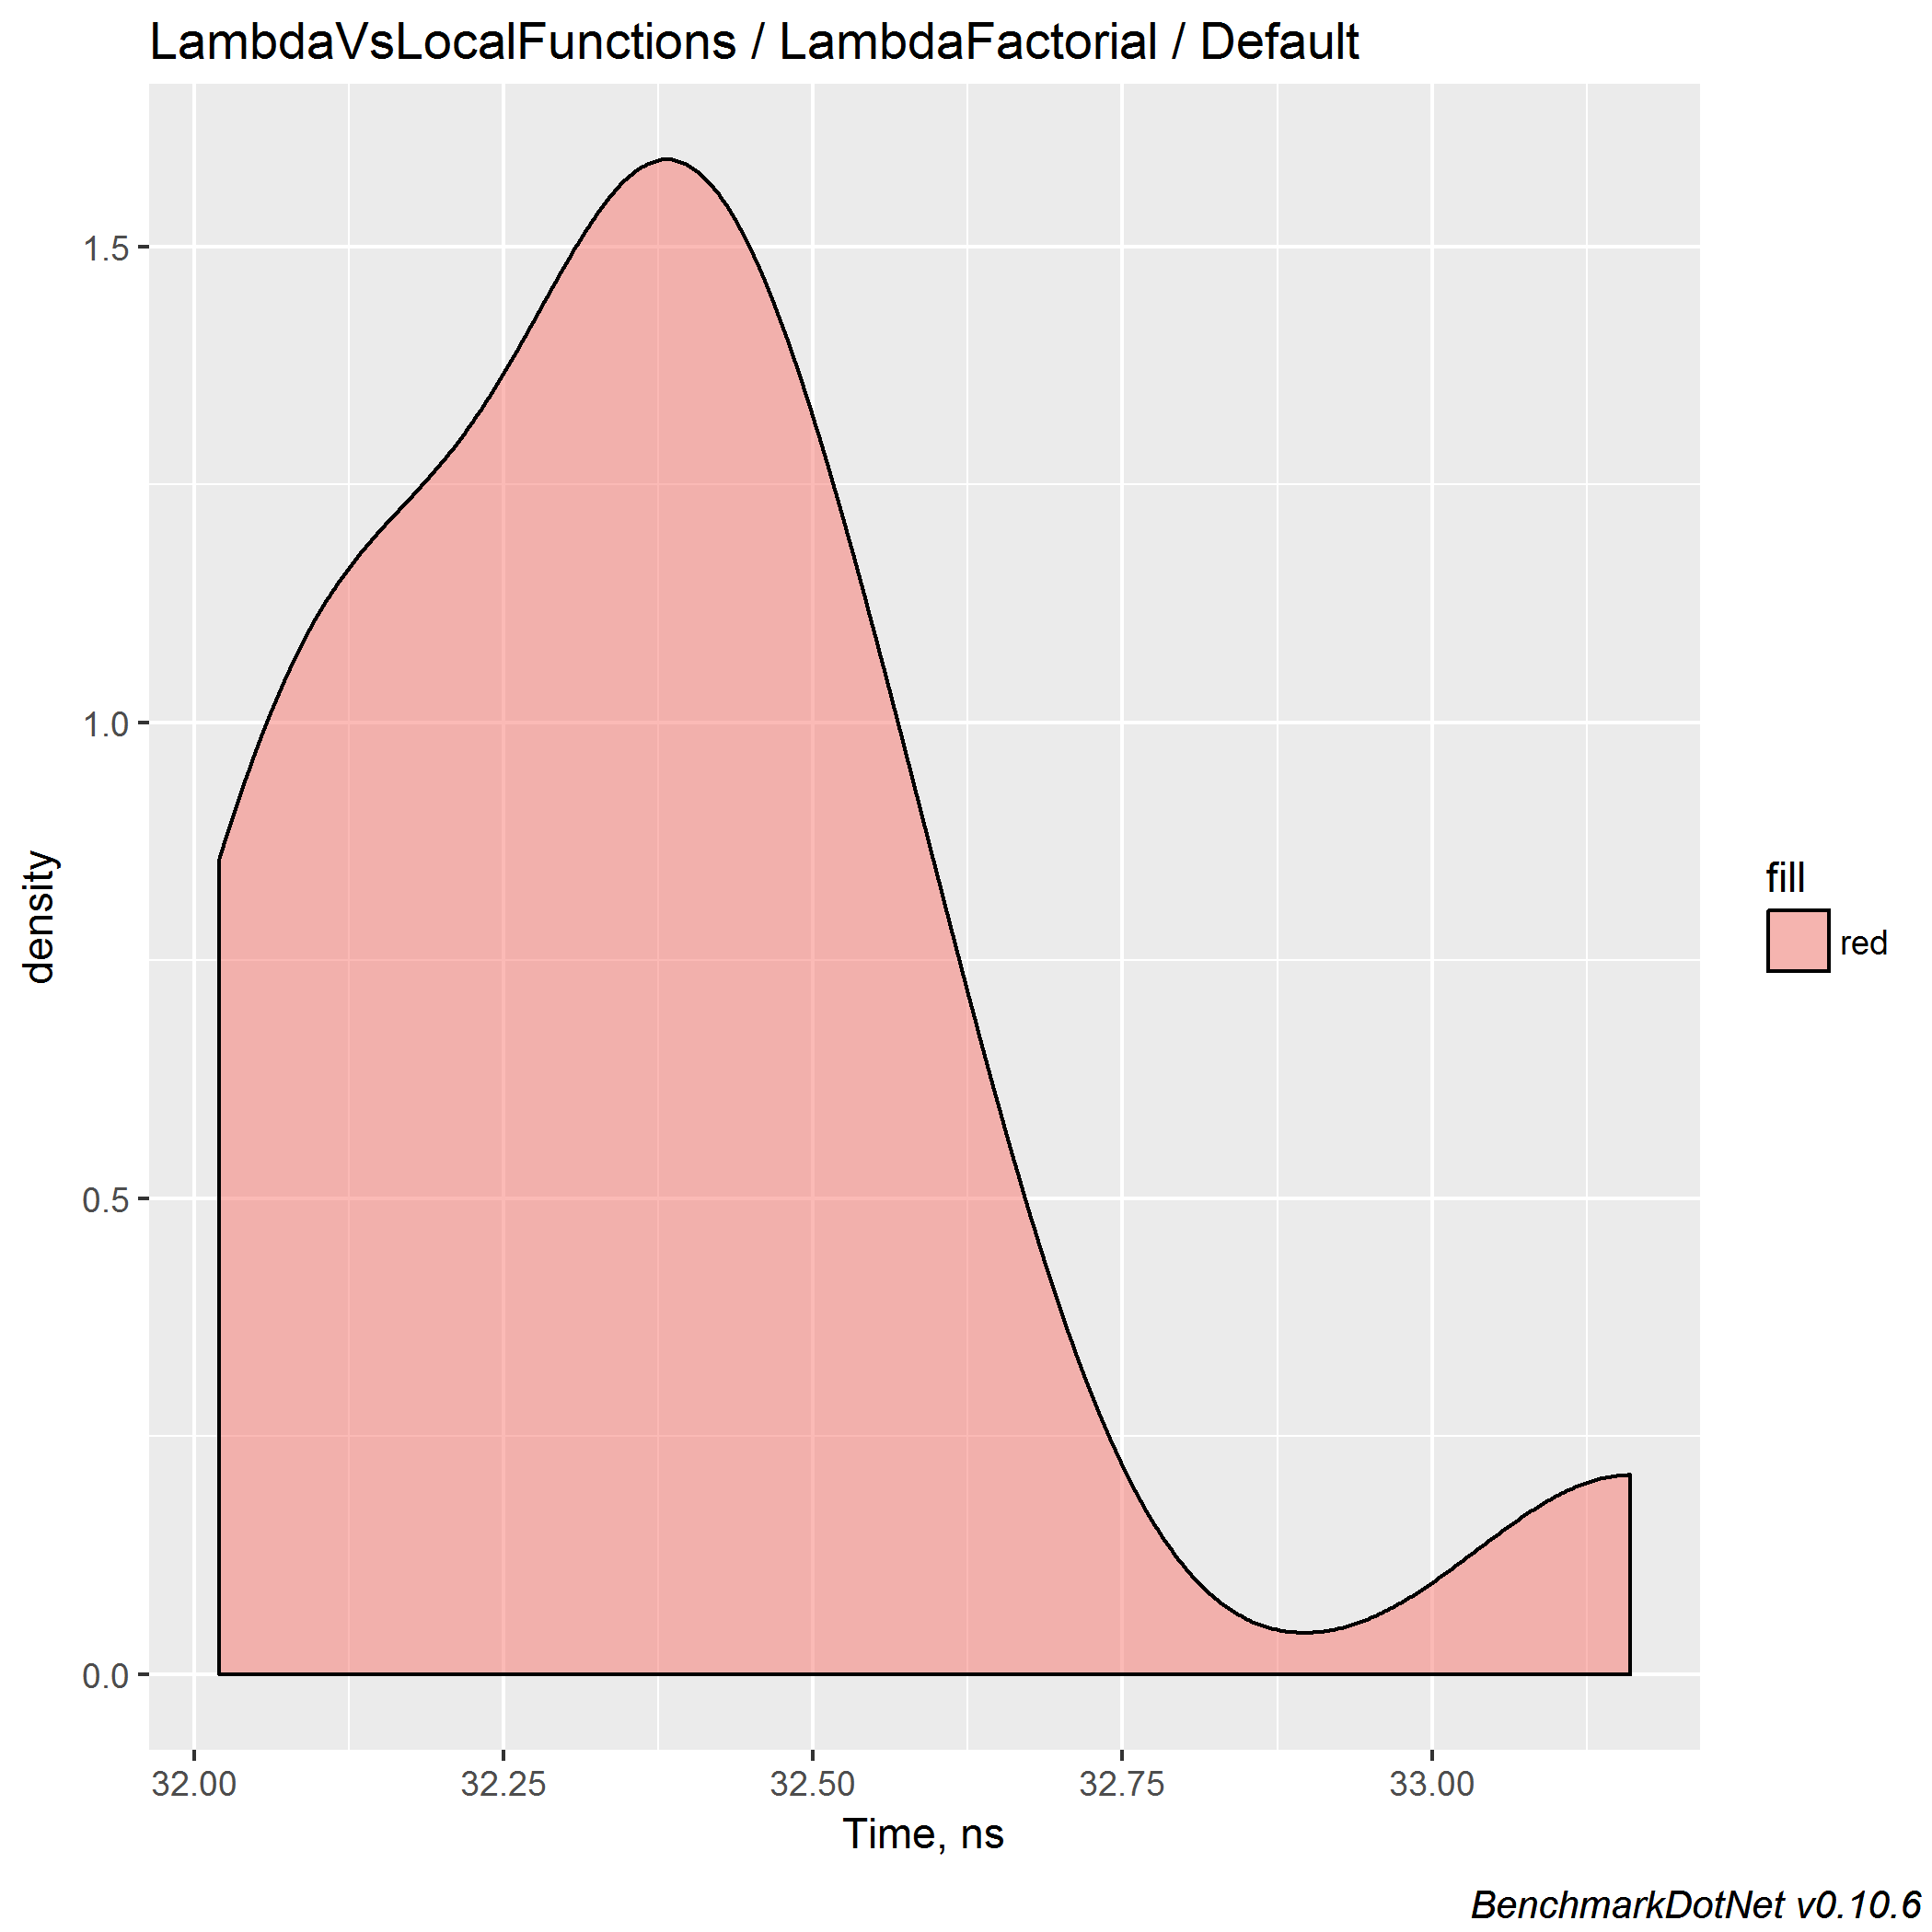 LambdaVsLocalFunctions / LambdaFactorial / Default
density
1.5
1.0
0.5
0.0
32.00 32.25 32.50 32.75 33.00
Time, ns
fill
red
BenchmarkDotNet v0.10.6